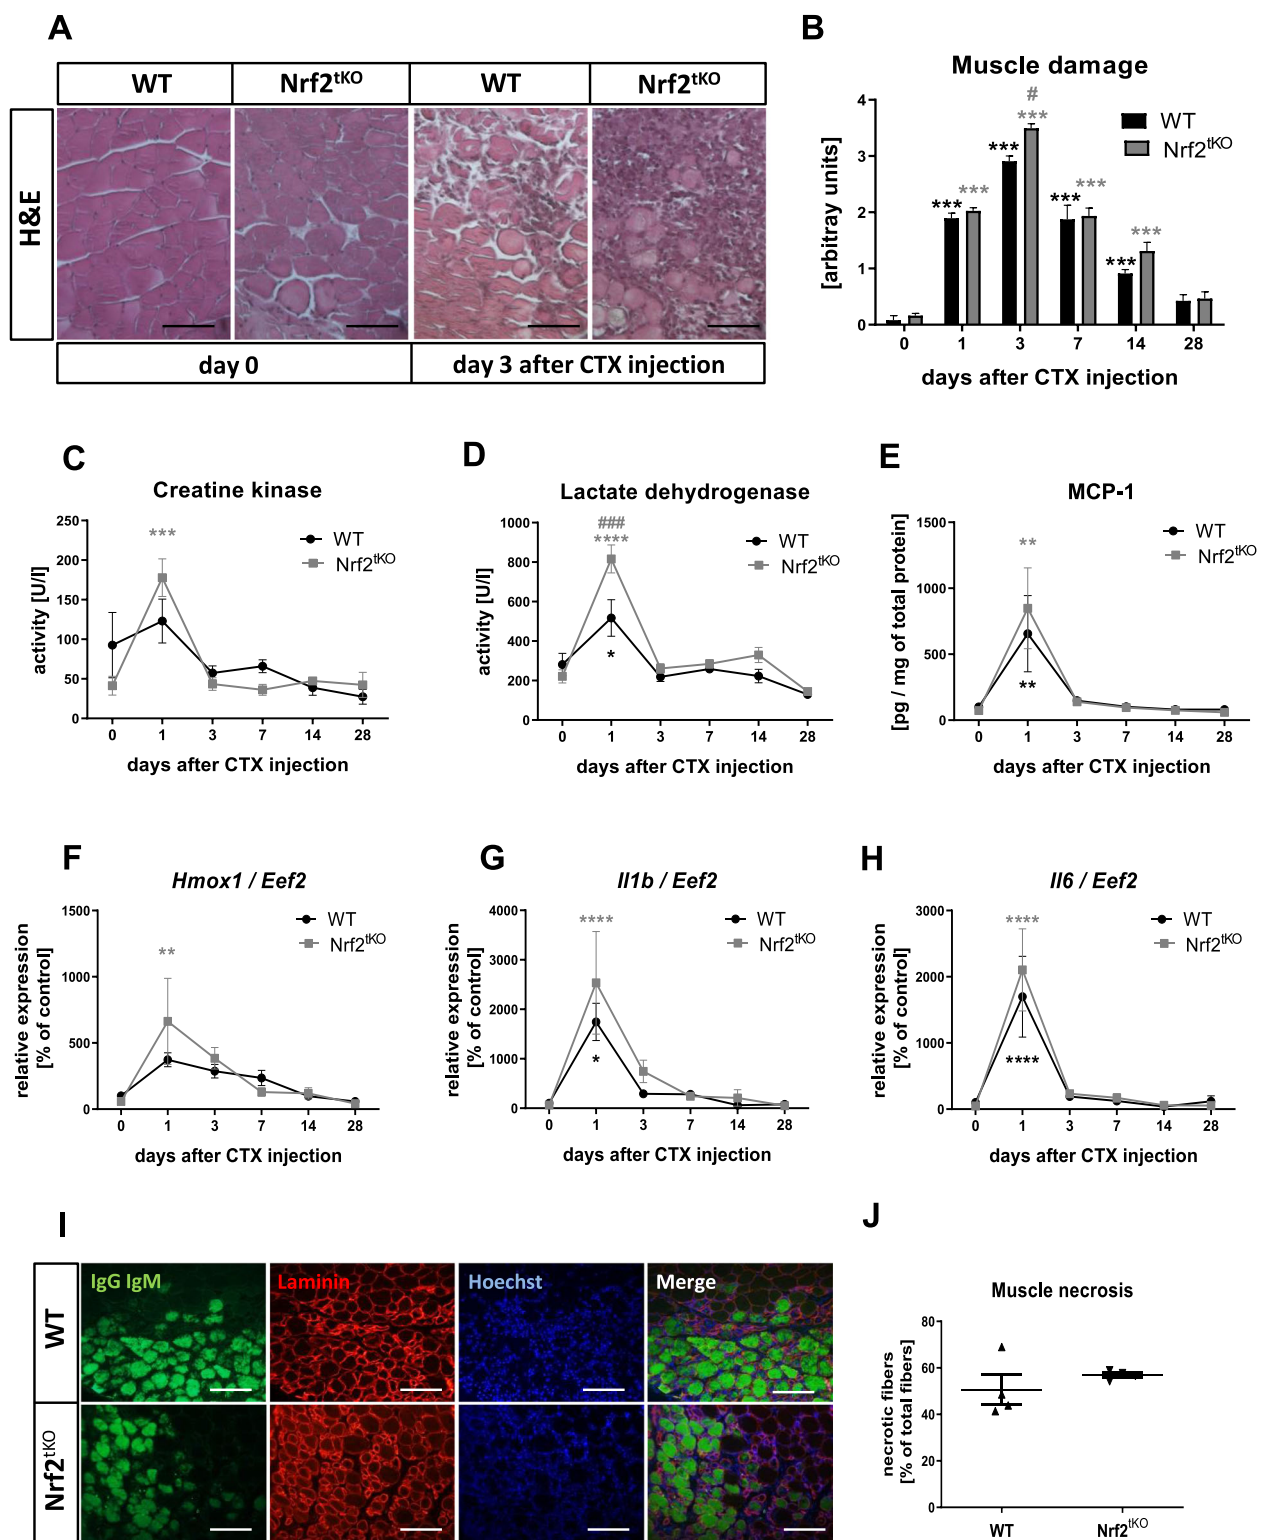 A
WT Nrf2tKO WT Nrf2tKO
H&E
day 0 day 3 after CTX injection
B
Muscle damage
[arbitray units]
4
3
2
1
0
*** *** *** # *** *** *** *** ***
WT
Nrf2tKO
0 1 3 7 14 28
days after CTX injection
C
Creatine kinase
activity [U/l]
250
200
150
100
50
0
***
WT
Nrf2tKO
0 1 3 7 14 28
days after CTX injection
D
Lactate dehydrogenase
activity [U/l]
1000
800
600
400
200
0
###
****
*
WT
Nrf2tKO
0 1 3 7 14 28
days after CTX injection
E
MCP-1
[pg / mg of total protein]
1500
1000
500
0
**
**
WT
Nrf2tKO
0 1 3 7 14 28
days after CTX injection
F
Hmox1 / Eef2
relative expression
[% of control]
1500
1000
500
0
**
WT
Nrf2tKO
0 1 3 7 14 28
days after CTX injection
G
Il1b / Eef2
relative expression
[% of control]
4000
3000
2000
1000
0
****
*
WT
Nrf2tKO
0 1 3 7 14 28
days after CTX injection
H
Il6 / Eef2
relative expression
[% of control]
3000
2000
1000
0
****
****
WT
Nrf2tKO
0 1 3 7 14 28
days after CTX injection
I
IgG IgM Laminin Hoechst Merge
WT
Nrf2tKO
J
Muscle necrosis
necrotic fibers
[% of total fibers]
80
60
40
20
0
WT Nrf2tKO